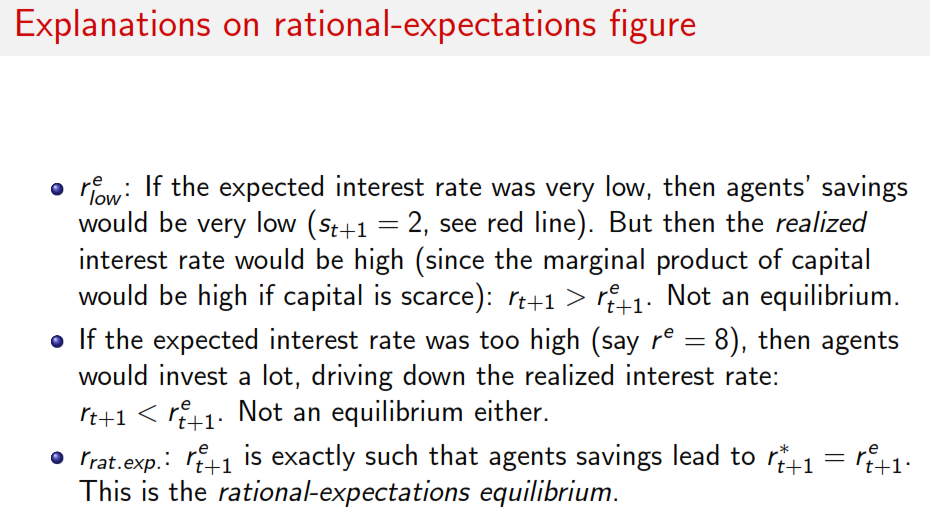 Explanations on rational-expectations figure
• r^e_low: If the expected interest rate was very low, then agents' savings
would be very low (s_{t+1} = 2, see red line). But then the realized
interest rate would be high (since the marginal product of capital
would be high if capital is scarce): r_{t+1} > r^e_{t+1}. Not an equilibrium.
• If the expected interest rate was too high (say r^e = 8), then agents
would invest a lot, driving down the realized interest rate:
r_{t+1} < r^e_{t+1}. Not an equilibrium either.
• r_{rat.exp.}: r^e_{t+1} is exactly such that agents savings lead to r^*_{t+1} = r^e_{t+1}.
This is the rational-expectations equilibrium.